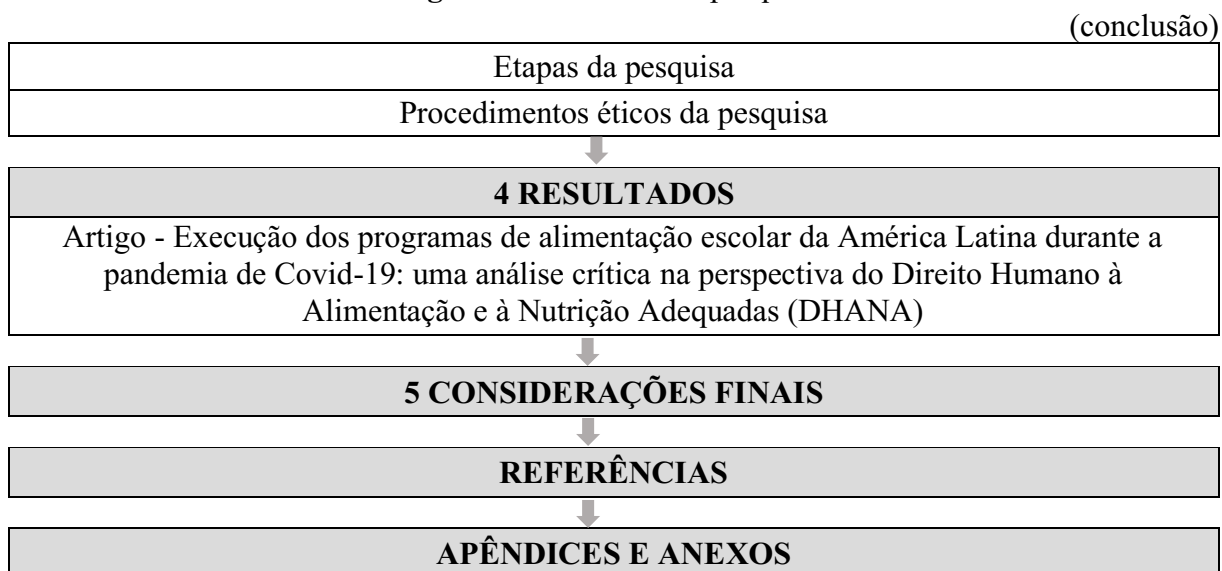 (conclusão)
Etapas da pesquisa
Procedimentos éticos da pesquisa
4 RESULTADOS
Artigo - Execução dos programas de alimentação escolar da América Latina durante a
pandemia de Covid-19: uma análise crítica na perspectiva do Direito Humano à
Alimentação e à Nutrição Adequadas (DHANA)
5 CONSIDERAÇÕES FINAIS
REFERÊNCIAS
APÊNDICES E ANEXOS